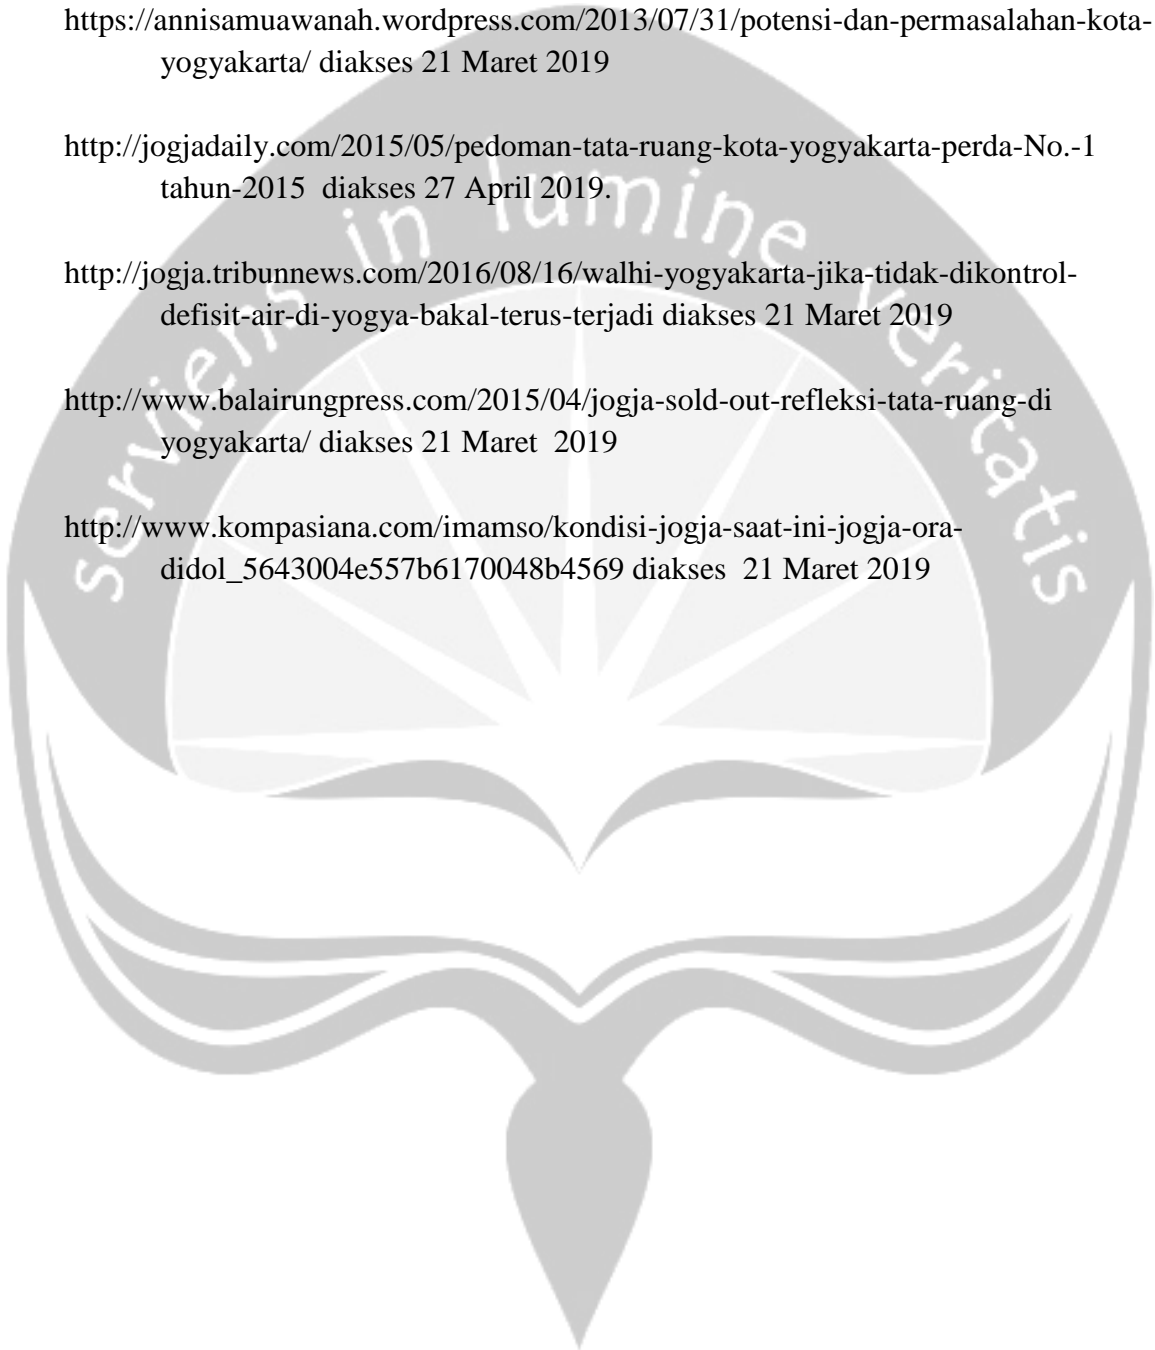 https://annisamuawanah.wordpress.com/2013/07/31/potensi-dan-permasalahan-kota-
yogyakarta/ diakses 21 Maret 2019
http://jogjadaily.com/2015/05/pedoman-tata-ruang-kota-yogyakarta-perda-No.-1
tahun-2015  diakses 27 April 2019.
http://jogja.tribunnews.com/2016/08/16/walhi-yogyakarta-jika-tidak-dikontrol-
defisit-air-di-yogya-bakal-terus-terjadi diakses 21 Maret 2019
http://www.balairungpress.com/2015/04/jogja-sold-out-refleksi-tata-ruang-di
yogyakarta/ diakses 21 Maret  2019
http://www.kompasiana.com/imamso/kondisi-jogja-saat-ini-jogja-ora-
didol_5643004e557b6170048b4569 diakses  21 Maret 2019
serviens in lumine veritatis